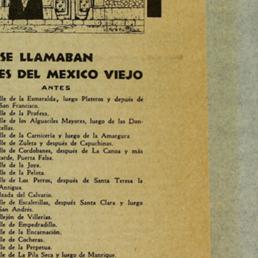 SE LLAMABAN
ES DEL MEXICO VIEJO
ANTES
lle de la Esmeralda, luego Plateros y depués de
San Francisco.
lle de la Profesa.
lle de los Alguaciles Mayores, luego de las Don-
cellas.
lle de la Carnicería y luego de la Amargura
lle de Zuleta y después de Capuchinas.
lle de Cordobanes, después de La Canoa y más
tarde, Puerta Falsa.
lle de la Joya.
lle de la Pelota.
lle de Los Perros, después de Santa Teresa la
Antigua.
lzada del Calvario.
lle de Escalerillas, después Santa Clara y luego
San Andrés.
llejón de Villerías.
lle de Empedradillo.
lle de la Encarnación.
lle de Cocheras.
lle de la Perpetua.
lle de La Pila Seca y luego de Manrique.